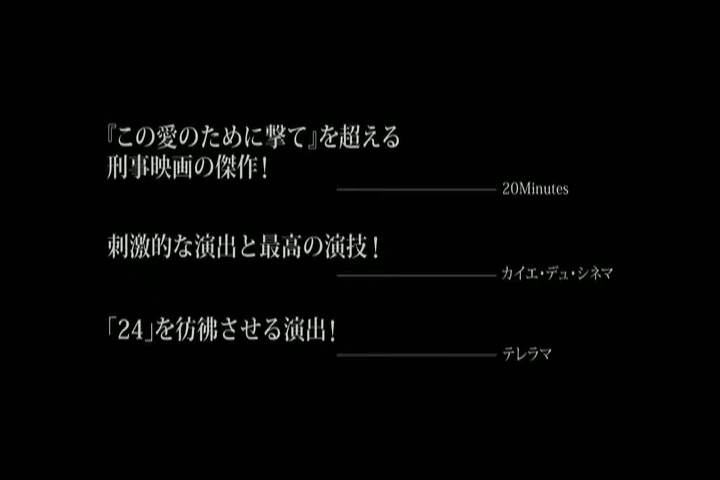 『この愛のために撃て』を超える
刑事映画の傑作!
20Minutes
刺激的な演出と最高の演技!
カイエ・デュ・シネマ
「24」を彷彿させる演出!
テレラマ